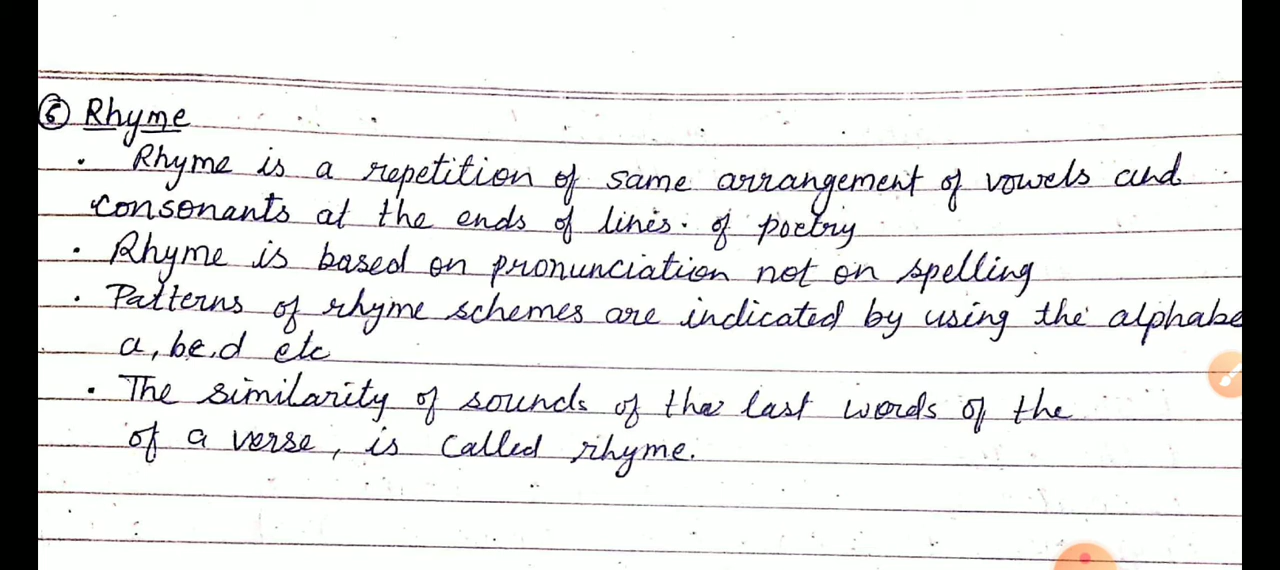 6 Rhyme
• Rhyme is a repetition of same arrangement of vowels and
consonants at the ends of lines. of poetry
• Rhyme is based on pronunciation not on spelling
• Patterns of rhyme schemes are indicated by using the alphabe
a, bc,d etc
• The similarity of sounds of the last words of the
of a verse, is called rhyme.